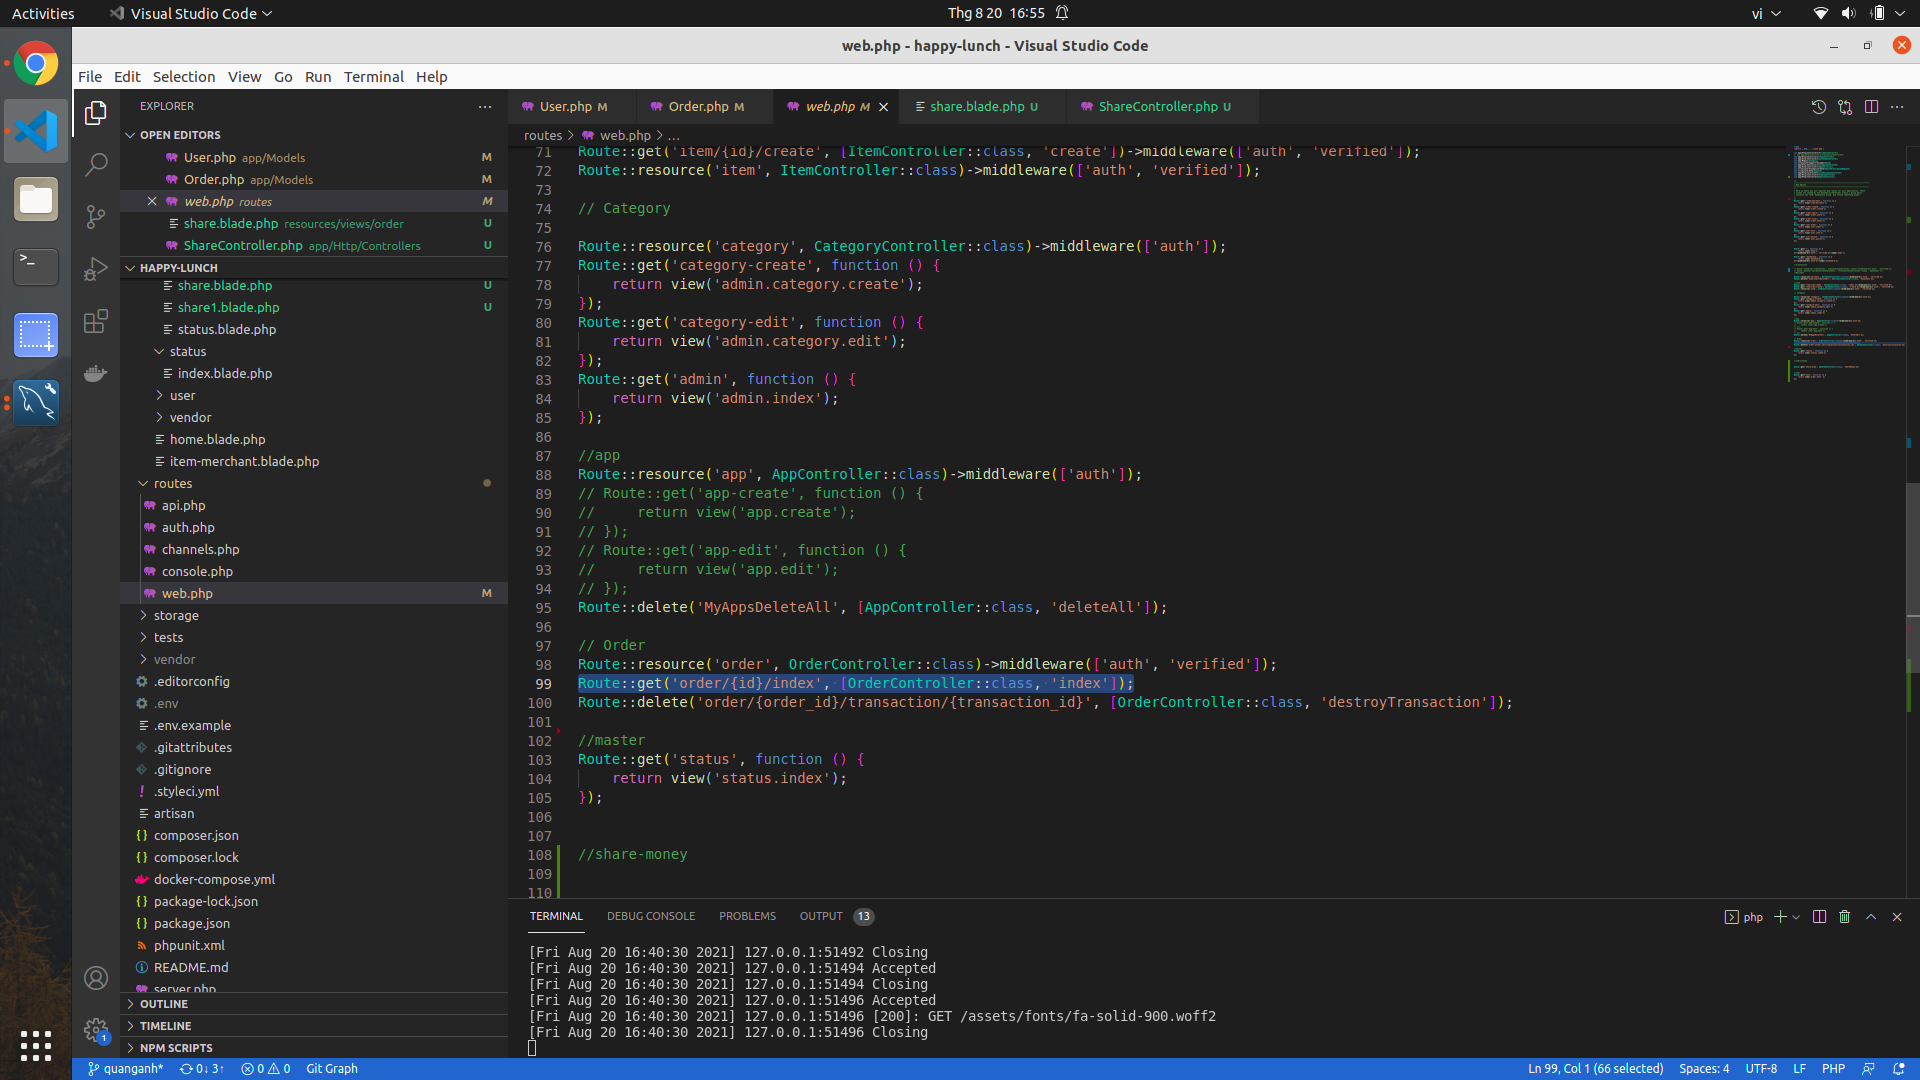 Activities
Visual Studio Code
Thg 8 20 16:55
vi
web.php - happy-lunch - Visual Studio Code
File Edit Selection View Go Run Terminal Help
EXPLORER
OPEN EDITORS
User.php app/Models M
Order.php app/Models M
web.php routes M
share.blade.php resources/views/order U
ShareController.php app/Http/Controllers U
HAPPY-LUNCH
share.blade.php U
share1.blade.php U
status.blade.php
status
index.blade.php
user
vendor
home.blade.php
item-merchant.blade.php
routes
api.php
auth.php
channels.php
console.php
web.php M
storage
tests
vendor
.editorconfig
.env
.env.example
.gitattributes
.gitignore
.styleci.yml
artisan
composer.json
composer.lock
docker-compose.yml
package-lock.json
package.json
phpunit.xml
README.md
server.php
OUTLINE
TIMELINE
NPM SCRIPTS
1
User.php M
Order.php M
web.php M
share.blade.php U
ShareController.php U
routes > web.php > ...
71 Route::get('item/{id}/create', [ItemController::class, 'create'])->middleware(['auth', 'verified']);
72 Route::resource('item', ItemController::class)->middleware(['auth', 'verified']);
73
74 // Category
75
76 Route::resource('category', CategoryController::class)->middleware(['auth']);
77 Route::get('category-create', function () {
78     return view('admin.category.create');
79 });
80 Route::get('category-edit', function () {
81     return view('admin.category.edit');
82 });
83 Route::get('admin', function () {
84     return view('admin.index');
85 });
86
87 //app
88 Route::resource('app', AppController::class)->middleware(['auth']);
89 // Route::get('app-create', function () {
90 //     return view('app.create');
91 // });
92 // Route::get('app-edit', function () {
93 //     return view('app.edit');
94 // });
95 Route::delete('MyAppsDeleteAll', [AppController::class, 'deleteAll']);
96
97 // Order
98 Route::resource('order', OrderController::class)->middleware(['auth', 'verified']);
99 Route::get('order/{id}/index', [OrderController::class, 'index']);
100 Route::delete('order/{order_id}/transaction/{transaction_id}', [OrderController::class, 'destroyTransaction']);
101
102 //master
103 Route::get('status', function () {
104     return view('status.index');
105 });
106
107
108 //share-money
109
110
TERMINAL DEBUG CONSOLE PROBLEMS OUTPUT 13
php
[Fri Aug 20 16:40:30 2021] 127.0.0.1:51492 Closing
[Fri Aug 20 16:40:30 2021] 127.0.0.1:51494 Accepted
[Fri Aug 20 16:40:30 2021] 127.0.0.1:51494 Closing
[Fri Aug 20 16:40:30 2021] 127.0.0.1:51496 Accepted
[Fri Aug 20 16:40:30 2021] 127.0.0.1:51496 [200]: GET /assets/fonts/fa-solid-900.woff2
[Fri Aug 20 16:40:30 2021] 127.0.0.1:51496 Closing
quanganh* 0↓ 3↑ 0 0 Git Graph
Ln 99, Col 1 (66 selected) Spaces: 4 UTF-8 LF PHP